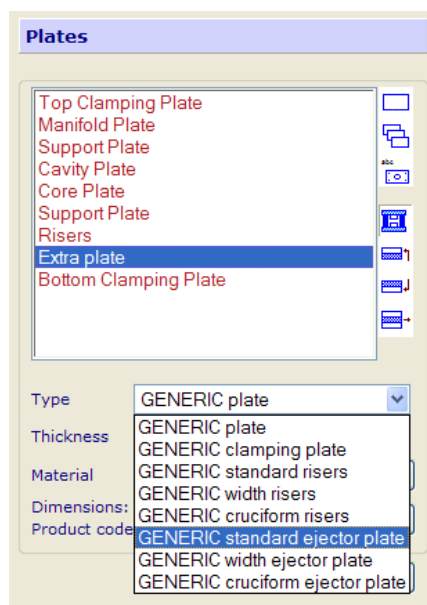 Plates
Top Clamping Plate
Manifold Plate
Support Plate
Cavity Plate
Core Plate
Support Plate
Risers
Extra plate
Bottom Clamping Plate
abc
Type GENERIC plate
Thickness
Material
Dimensions:
Product code
GENERIC plate
GENERIC clamping plate
GENERIC standard risers
GENERIC width risers
GENERIC cruciform risers
GENERIC standard ejector plate
GENERIC width ejector plate
GENERIC cruciform ejector plate